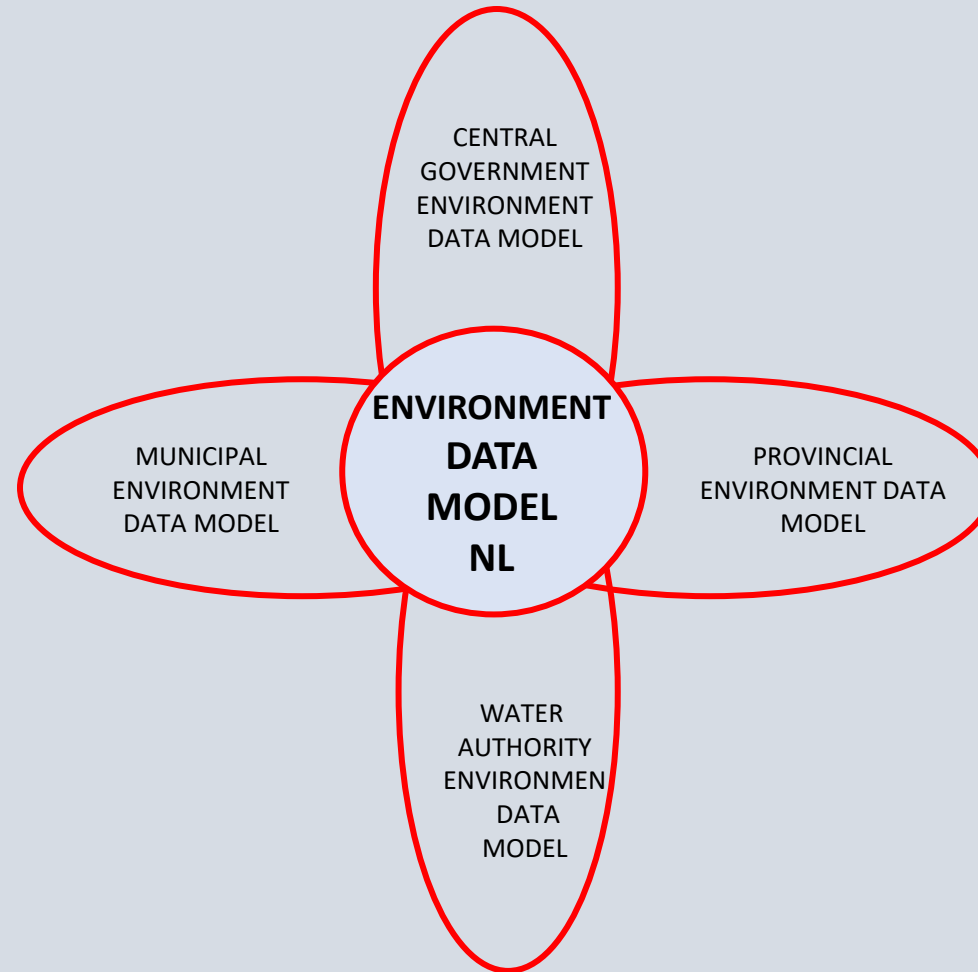 CENTRAL
GOVERNMENT
ENVIRONMENT
DATA MODEL
MUNICIPAL
ENVIRONMENT
DATA MODEL
ENVIRONMENT
DATA
MODEL
NL
PROVINCIAL
ENVIRONMENT DATA
MODEL
WATER
AUTHORITY
ENVIRONMEN
DATA
MODEL